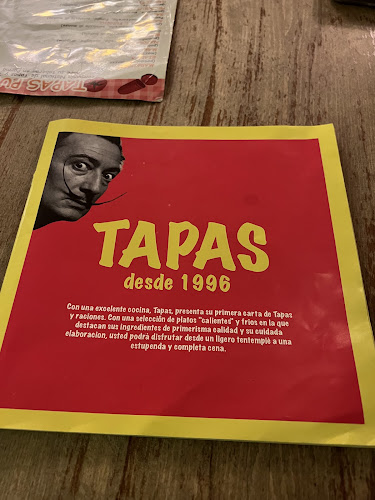 TAPAS
desde 1996
Con una excelente cocina, Tapas, presenta su primera carta de Tapas
y raciones. Con una selección de platos "calientes" y fríos en la que
destacan sus ingredientes de primerísma calidad y su cuidada
elaboracion, usted podrá disfrutar desde un ligero tentempié a una
estupenda y completa cena.